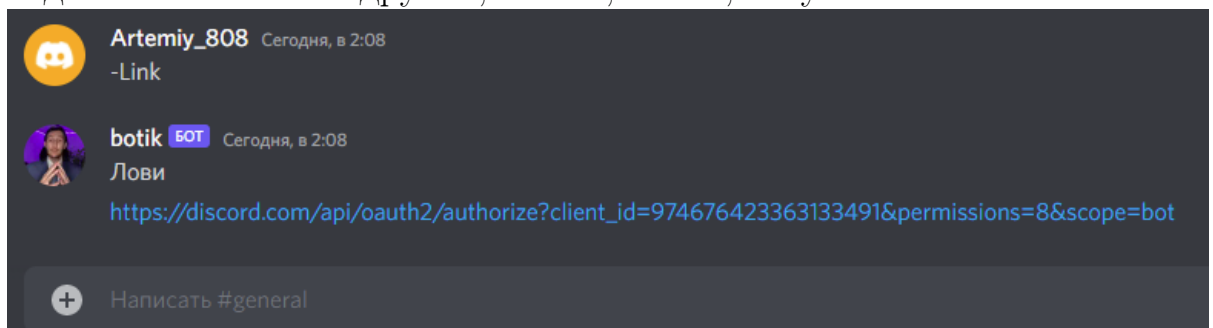 Artemiy_808 Сегодня, в 2:08
-Link
botik БОТ Сегодня, в 2:08
Лови
https://discord.com/api/oauth2/authorize?client_id=974676423363133491&permissions=8&scope=bot
Написать #general